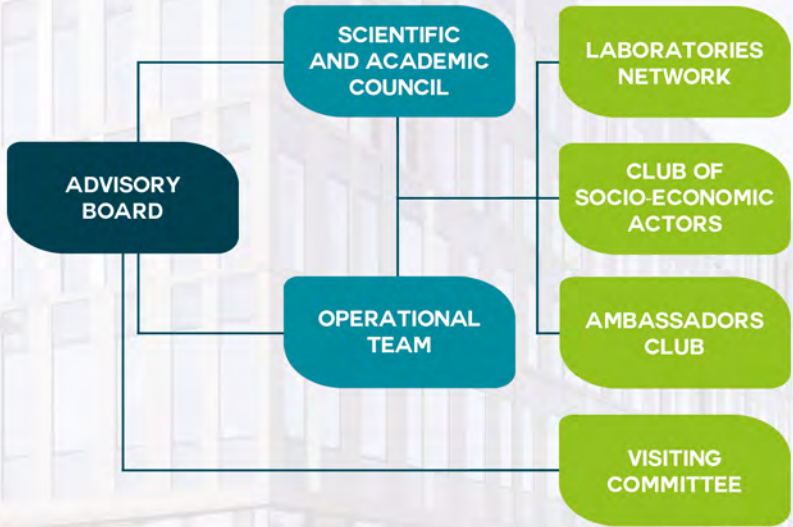 SCIENTIFIC
AND ACADEMIC
COUNCIL
LABORATORIES
NETWORK
ADVISORY
BOARD
CLUB OF
SOCIO-ECONOMIC
ACTORS
OPERATIONAL
TEAM
AMBASSADORS
CLUB
VISITING
COMMITTEE